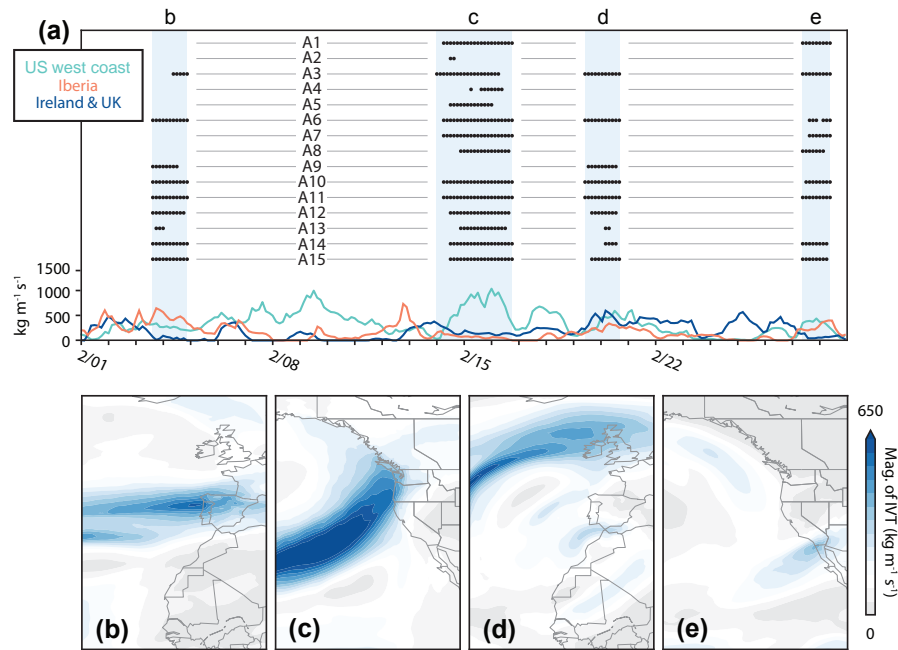 b c d e
(a)
US west coast
Iberia
Ireland & UK
A1
A2
A3
A4
A5
A6
A7
A8
A9
A10
A11
A12
A13
A14
A15
1500
1000
500
0
kg m⁻¹ s⁻¹
2/01 2/08 2/15 2/22
(b) (c) (d) (e)
650
Mag. of IVT (kg m⁻¹ s⁻¹)
0